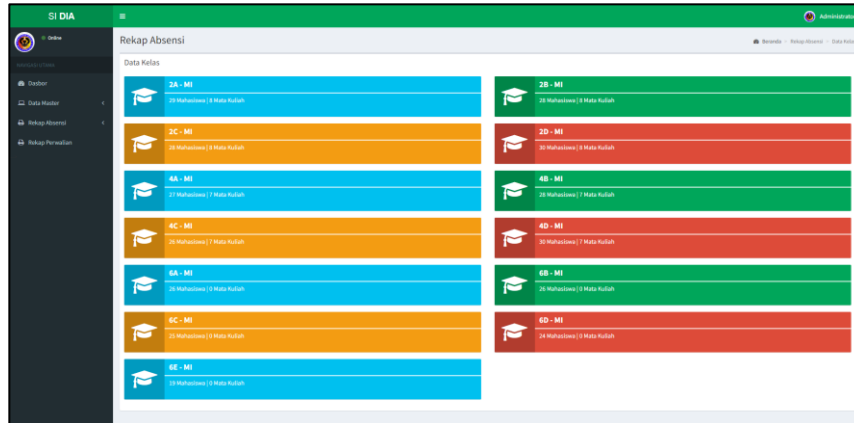 SI DIA
Administrator
Online
Rekap Absensi
Beranda > Rekap Absensi > Data Kelas
NAVIGASI UTAMA
Data Kelas
Dasbor
Data Master
Rekap Absensi
Rekap Perwalian
2A - MI
29 Mahasiswa | 8 Mata Kuliah
2B - MI
28 Mahasiswa | 8 Mata Kuliah
2C - MI
28 Mahasiswa | 8 Mata Kuliah
2D - MI
30 Mahasiswa | 8 Mata Kuliah
4A - MI
27 Mahasiswa | 7 Mata Kuliah
4B - MI
28 Mahasiswa | 7 Mata Kuliah
4C - MI
26 Mahasiswa | 7 Mata Kuliah
4D - MI
30 Mahasiswa | 7 Mata Kuliah
6A - MI
26 Mahasiswa | 0 Mata Kuliah
6B - MI
26 Mahasiswa | 0 Mata Kuliah
6C - MI
25 Mahasiswa | 0 Mata Kuliah
6D - MI
24 Mahasiswa | 0 Mata Kuliah
6E - MI
Mahasiswa | 0 Mata Kuliah